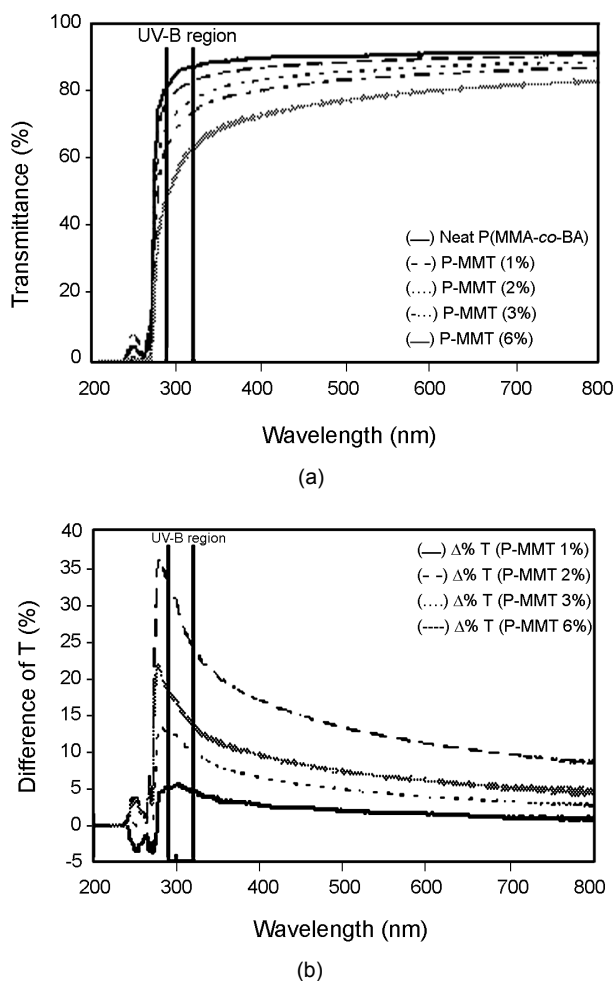 100
UV-B region
80
60
40
20
0
Transmittance (%)
(—) Neat P(MMA-co-BA)
(- -) P-MMT (1%)
(....) P-MMT (2%)
(-···) P-MMT (3%)
(—) P-MMT (6%)
200 300 400 500 600 700 800
Wavelength (nm)
(a)
40
UV-B region
35
30
25
20
15
10
5
0
-5
Difference of T (%)
(—) Δ% T (P-MMT 1%)
(- -) Δ% T (P-MMT 2%)
(....) Δ% T (P-MMT 3%)
(----) Δ% T (P-MMT 6%)
200 300 400 500 600 700 800
Wavelength (nm)
(b)